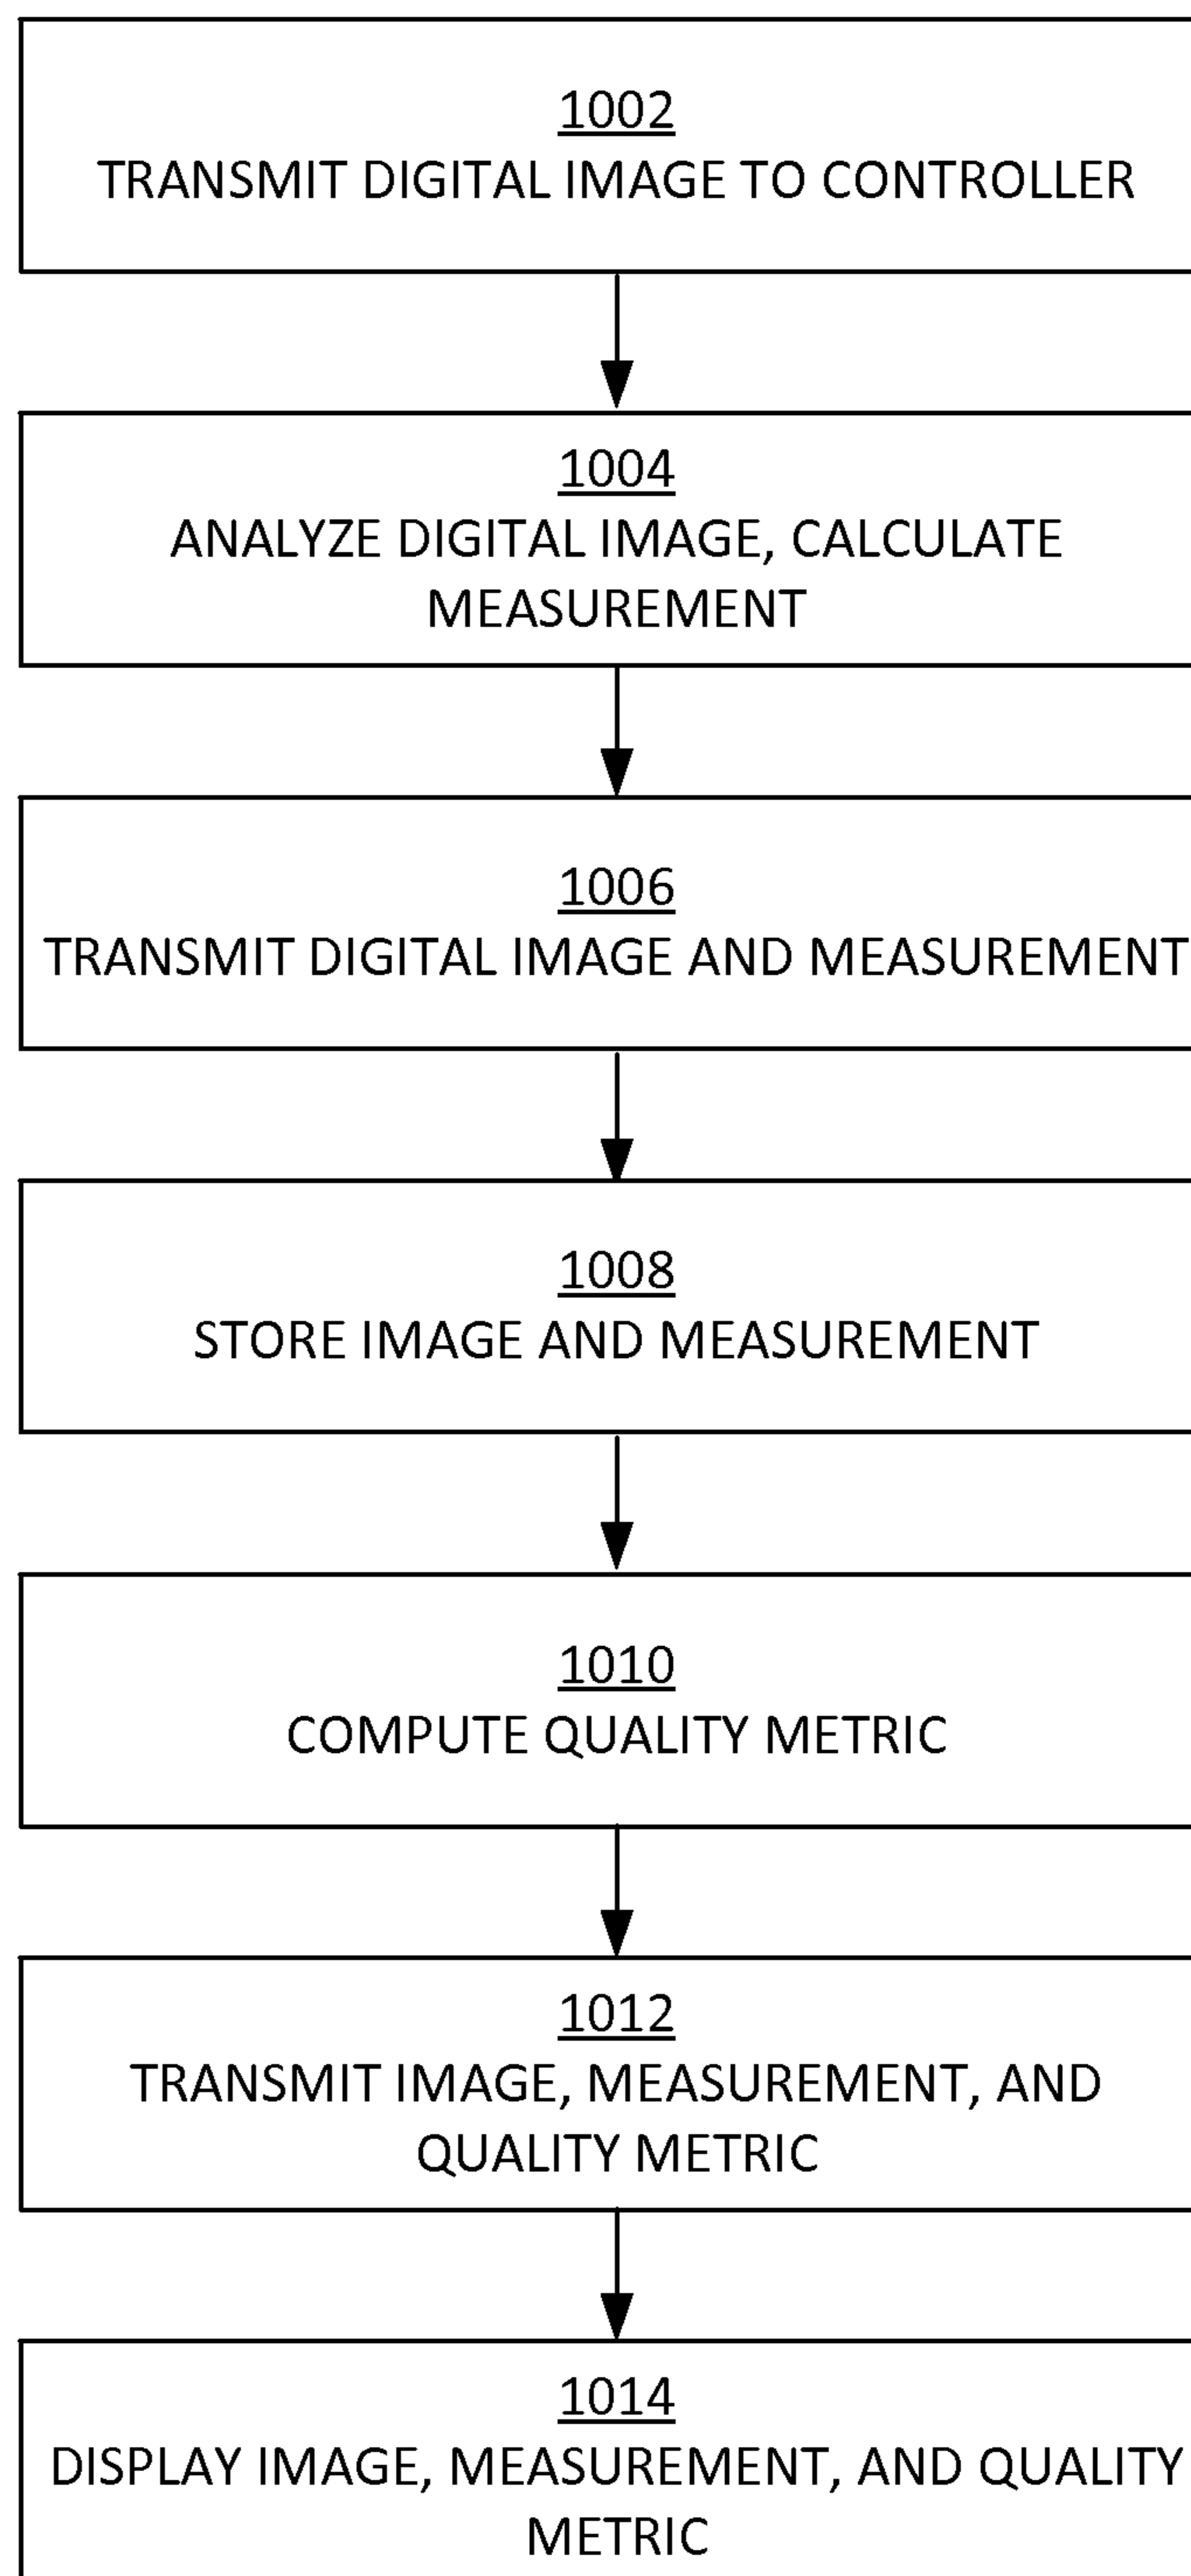 1002
TRANSMIT DIGITAL IMAGE TO CONTROLLER
1004
ANALYZE DIGITAL IMAGE, CALCULATE
MEASUREMENT
1006
TRANSMIT DIGITAL IMAGE AND MEASUREMENT
1008
STORE IMAGE AND MEASUREMENT
1010
COMPUTE QUALITY METRIC
1012
TRANSMIT IMAGE, MEASUREMENT, AND
QUALITY METRIC
1014
DISPLAY IMAGE, MEASUREMENT, AND QUALITY
METRIC